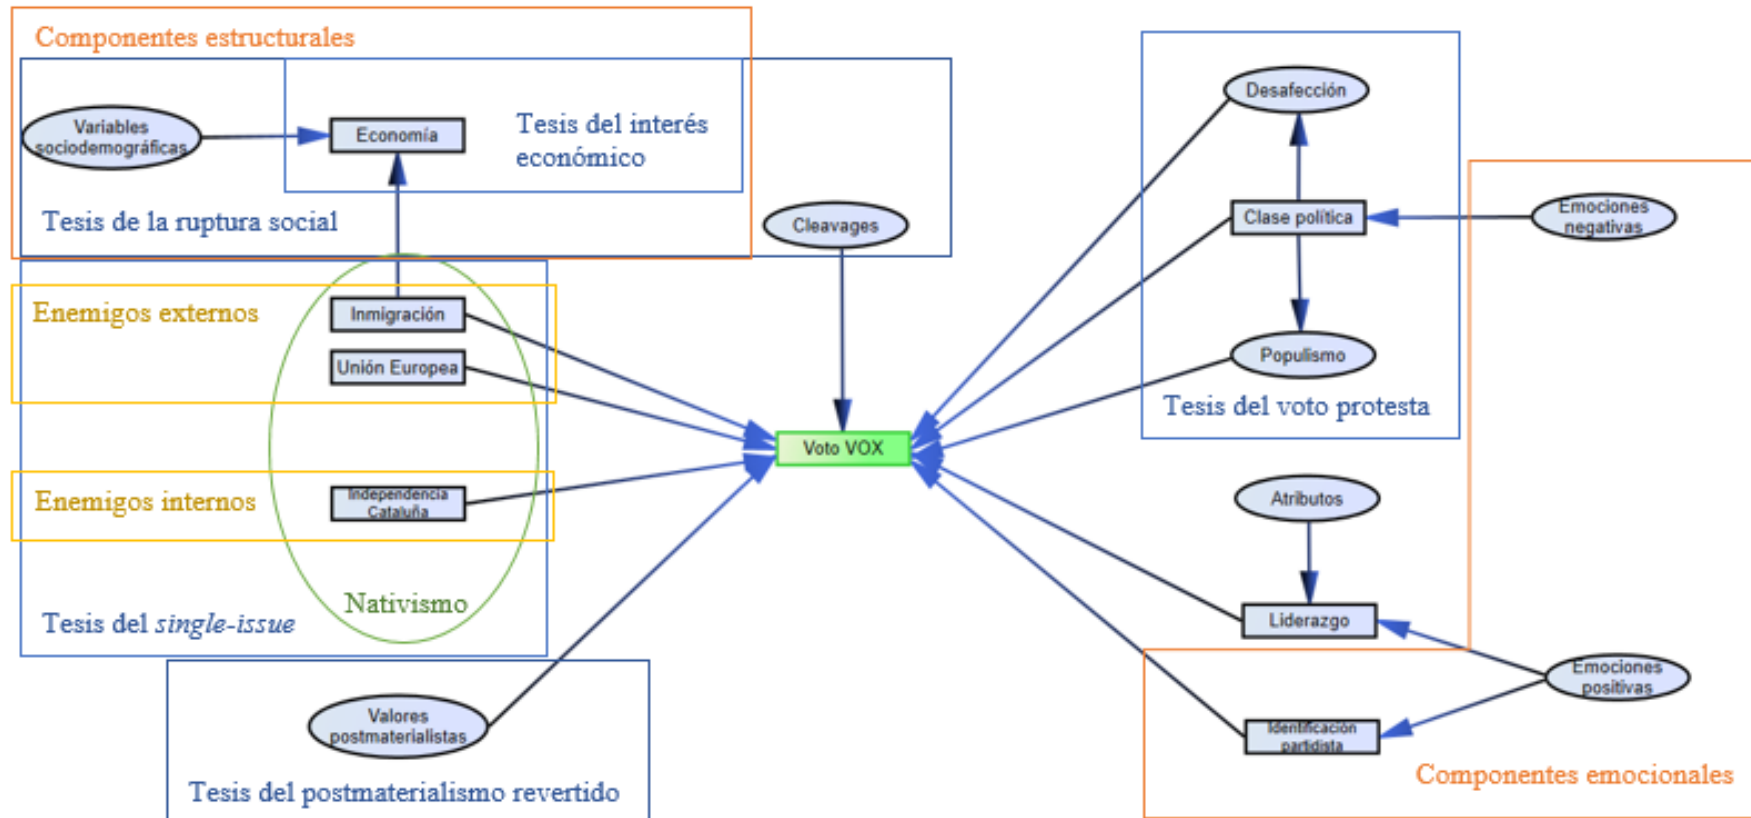 Componentes estructurales
Variables
sociodemográficas
Economía
Tesis del interés
económico
Tesis de la ruptura social
Cleavages
Enemigos externos
Inmigración
Unión Europea
Enemigos internos
Independencia
Cataluña
Nativismo
Tesis del single-issue
Valores
postmaterialistas
Tesis del postmaterialismo revertido
Voto VOX
Desafección
Clase política
Emociones
negativas
Populismo
Tesis del voto protesta
Atributos
Liderazgo
Emociones
positivas
Identificación
partidista
Componentes emocionales